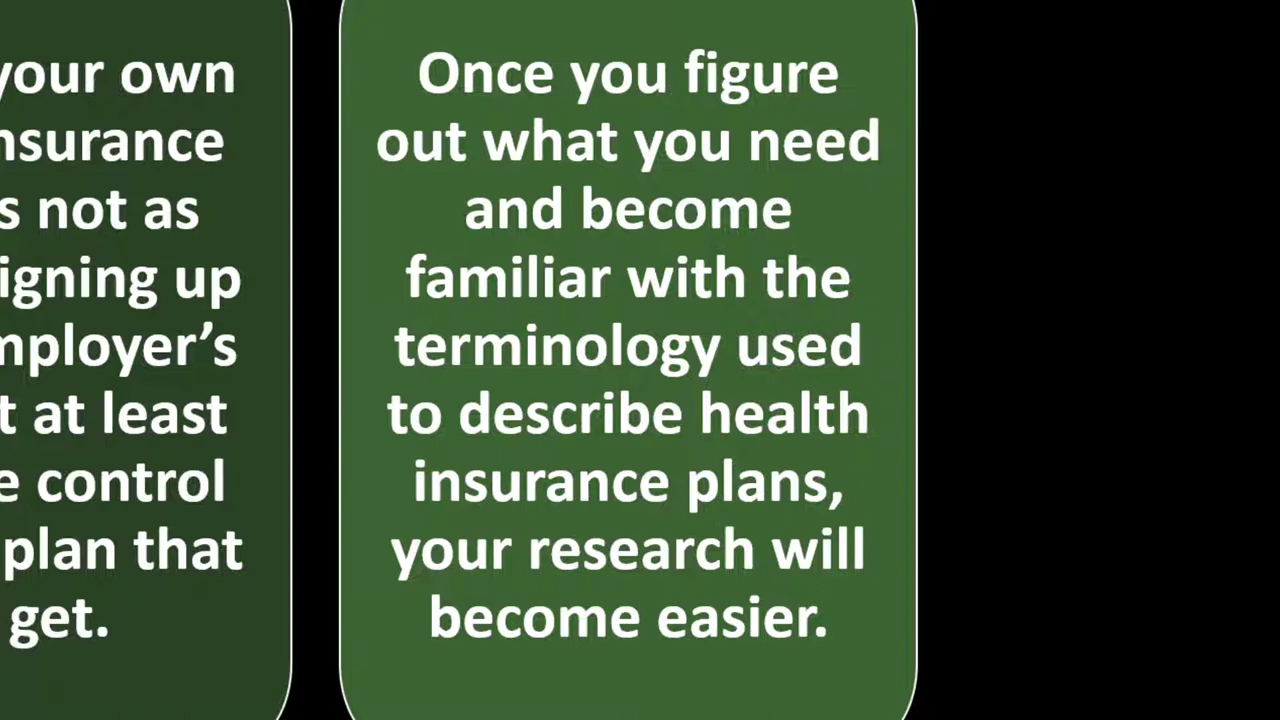 your own
nsurance
s not as
igning up
mployer's
t at least
e control
plan that
get.
Once you figure
out what you need
and become
familiar with the
terminology used
to describe health
insurance plans,
your research will
become easier.